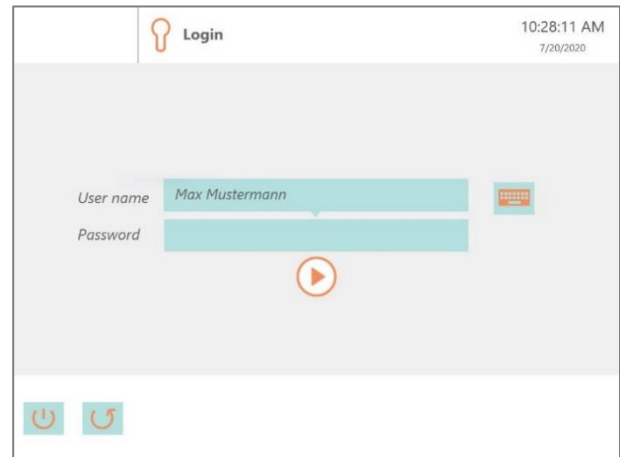 Login
10:28:11 AM
7/20/2020
User name
Max Mustermann
Password